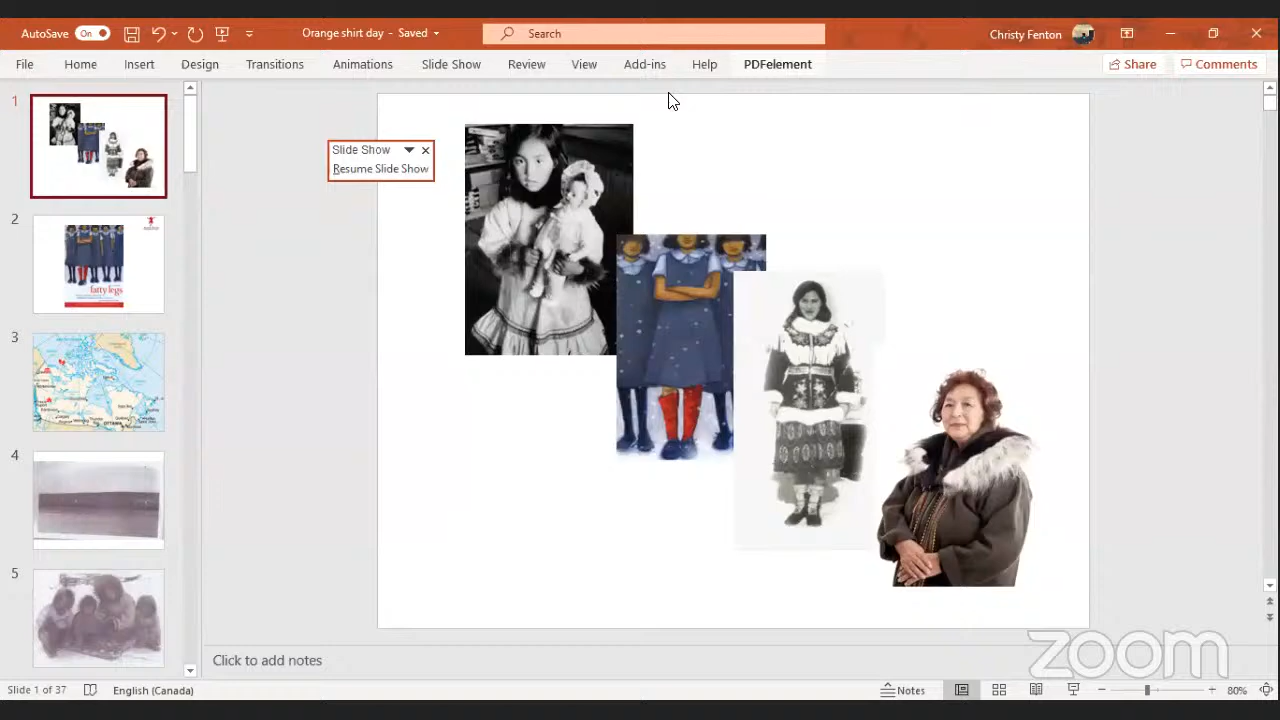 AutoSave On Orange shirt day - Saved Search Christy Fenton
File Home Insert Design Transitions Animations Slide Show Review View Add-ins Help PDFelement Share Comments
1
Slide Show
Resume Slide Show
2
fatty legs
3
4
5
Click to add notes
zoom
Slide 1 of 37 English (Canada) Notes 80%